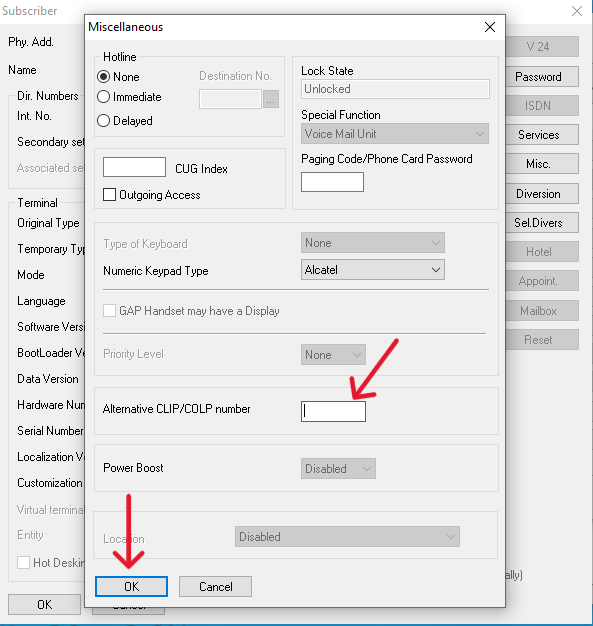 Subscriber
Phy. Add.
Name
Dir. Numbers
Int. No.
Secondary set
Associated se
Terminal
Original Type
Temporary Typ
Mode
Language
Software Versi
BootLoader Ve
Data Version
Hardware Num
Serial Number
Localization Ve
Customization
Virtual termina
Entity
Hot Deskin
OK
Cancel
Miscellaneous
Hotline
None
Immediate
Delayed
Destination No.
...
Lock State
Unlocked
Special Function
Voice Mail Unit
Paging Code/Phone Card Password
CUG Index
Outgoing Access
Type of Keyboard
None
Numeric Keypad Type
Alcatel
GAP Handset may have a Display
Priority Level
None
Alternative CLIP/COLP number
Power Boost
Disabled
Location
Disabled
OK
Cancel
V 24
Password
ISDN
Services
Misc.
Diversion
Sel.Divers
Hotel
Appoint.
Mailbox
Reset
ally)